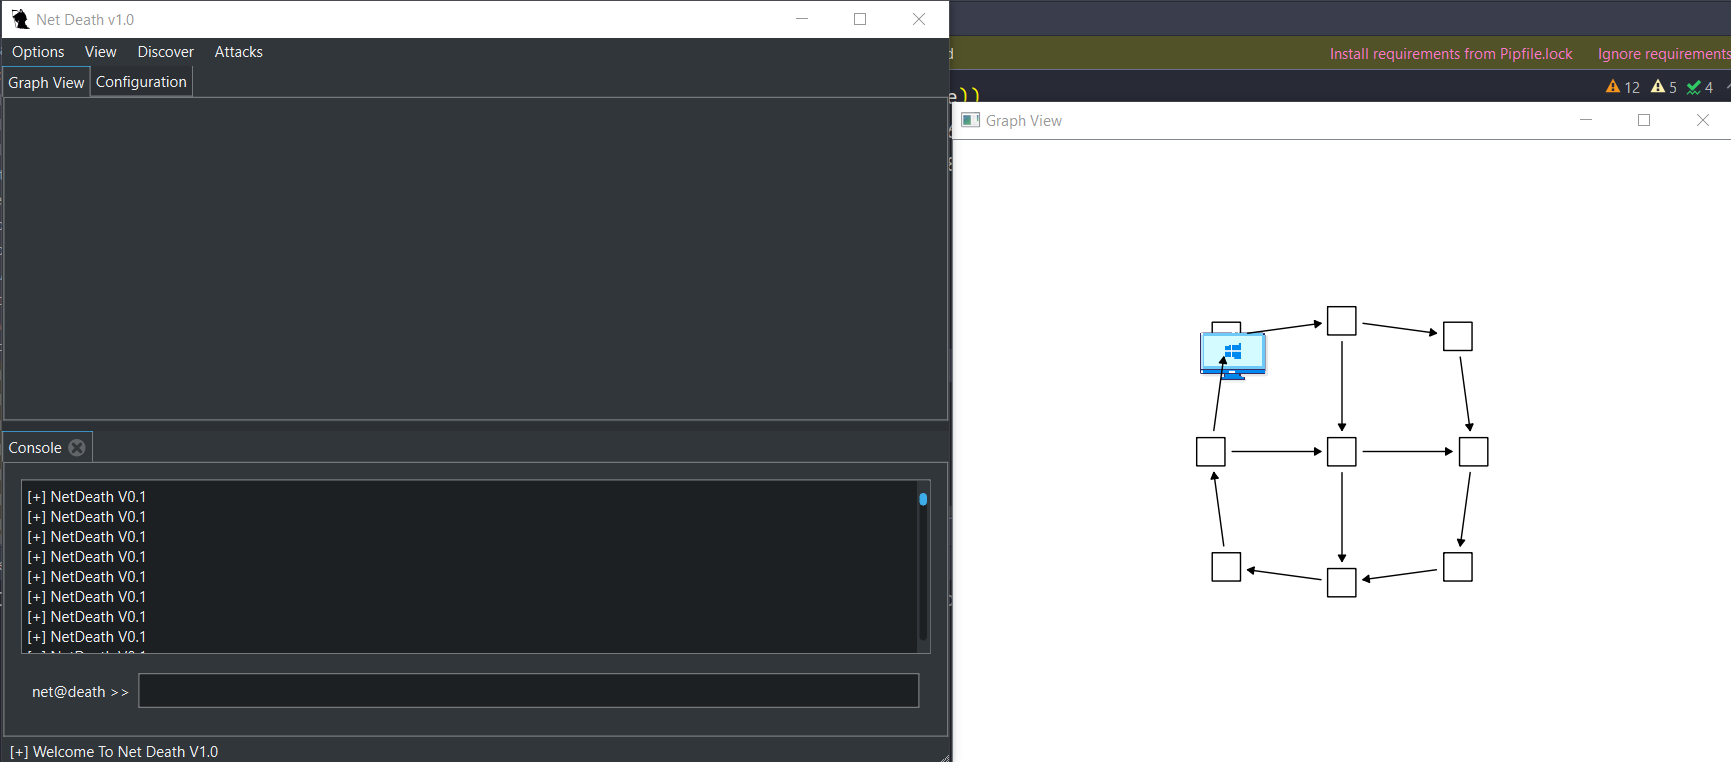 Net Death v1.0
Options View Discover Attacks
Graph View Configuration
Install requirements from Pipfile.lock Ignore requirements
e))
12 5 4
Graph View
Console
[+] NetDeath V0.1
[+] NetDeath V0.1
[+] NetDeath V0.1
[+] NetDeath V0.1
[+] NetDeath V0.1
[+] NetDeath V0.1
[+] NetDeath V0.1
[+] NetDeath V0.1
net@death >>
[+] Welcome To Net Death V1.0